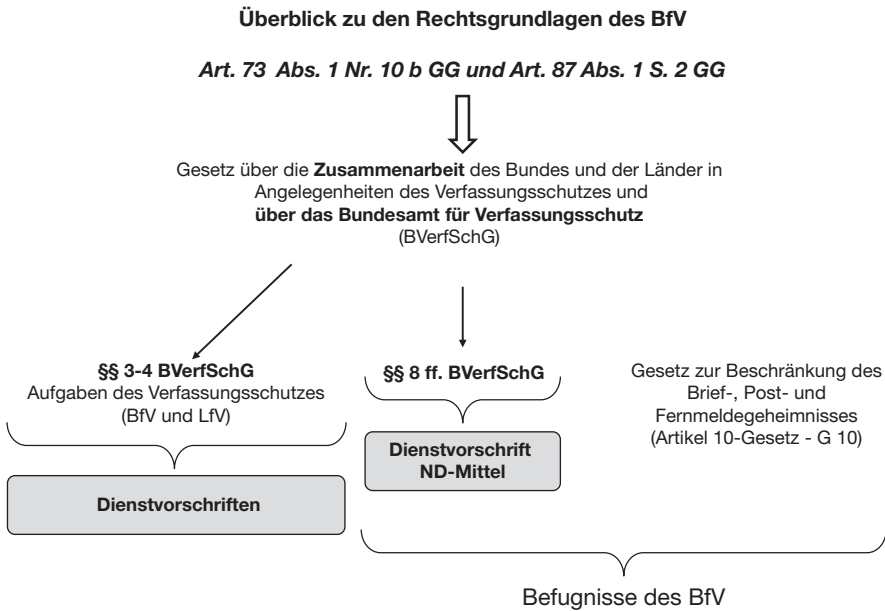 Überblick zu den Rechtsgrundlagen des BfV
Art. 73 Abs. 1 Nr. 10 b GG und Art. 87 Abs. 1 S. 2 GG
Gesetz über die Zusammenarbeit des Bundes und der Länder in
Angelegenheiten des Verfassungsschutzes und
über das Bundesamt für Verfassungsschutz
(BVerfSchG)
§§ 3-4 BVerfSchG
Aufgaben des Verfassungsschutzes
(BfV und LfV)
Dienstvorschriften
§§ 8 ff. BVerfSchG
Dienstvorschrift
ND-Mittel
Gesetz zur Beschränkung des
Brief-, Post- und
Fernmeldegeheimnisses
(Artikel 10-Gesetz - G 10)
Befugnisse des BfV